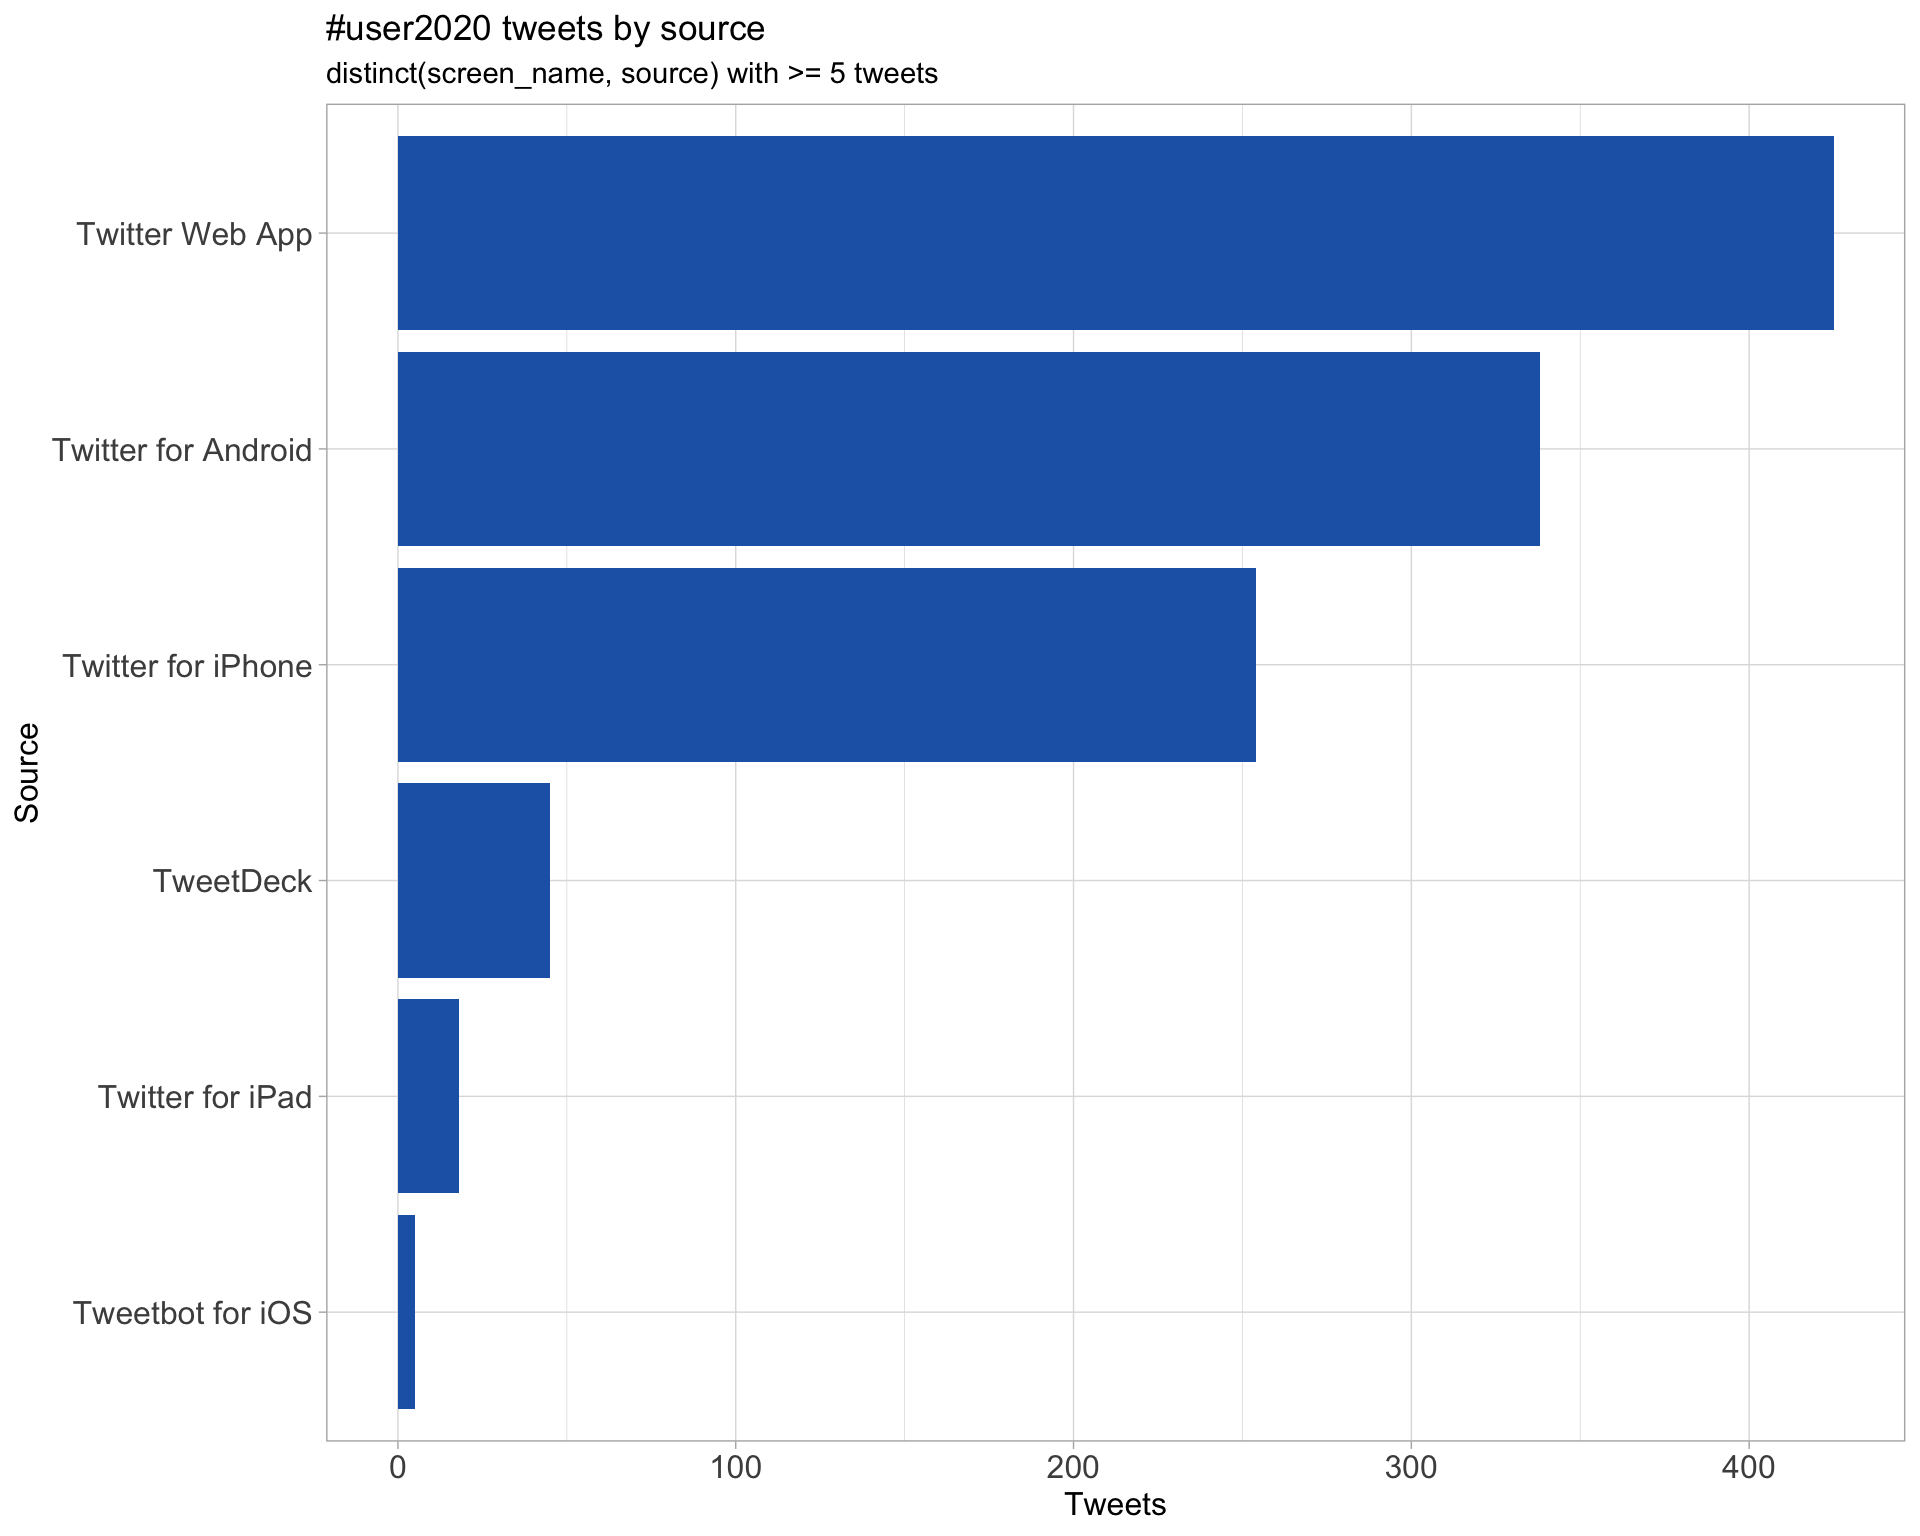 #user2020 tweets by source
distinct(screen_name, source) with >= 5 tweets
Source
Twitter Web App
Twitter for Android
Twitter for iPhone
TweetDeck
Twitter for iPad
Tweetbot for iOS
0 100 200 300 400
Tweets